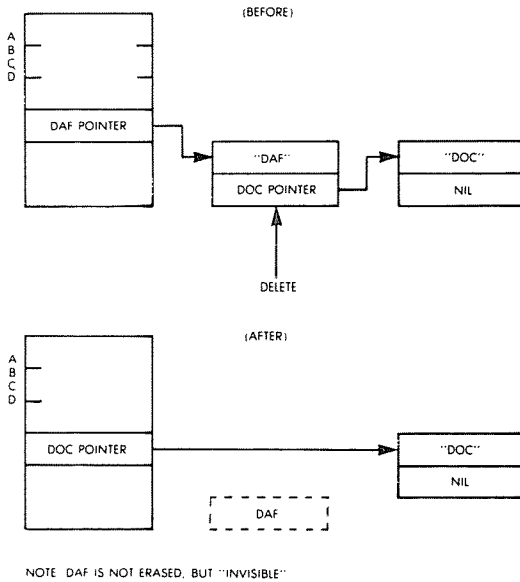 (BEFORE)
A
B
C
D
DAF POINTER
"DAF"
DOC POINTER
"DOC"
NIL
DELETE
(AFTER)
A
B
C
D
DOC POINTER
"DOC"
NIL
DAF
NOTE DAF IS NOT ERASED, BUT "INVISIBLE"